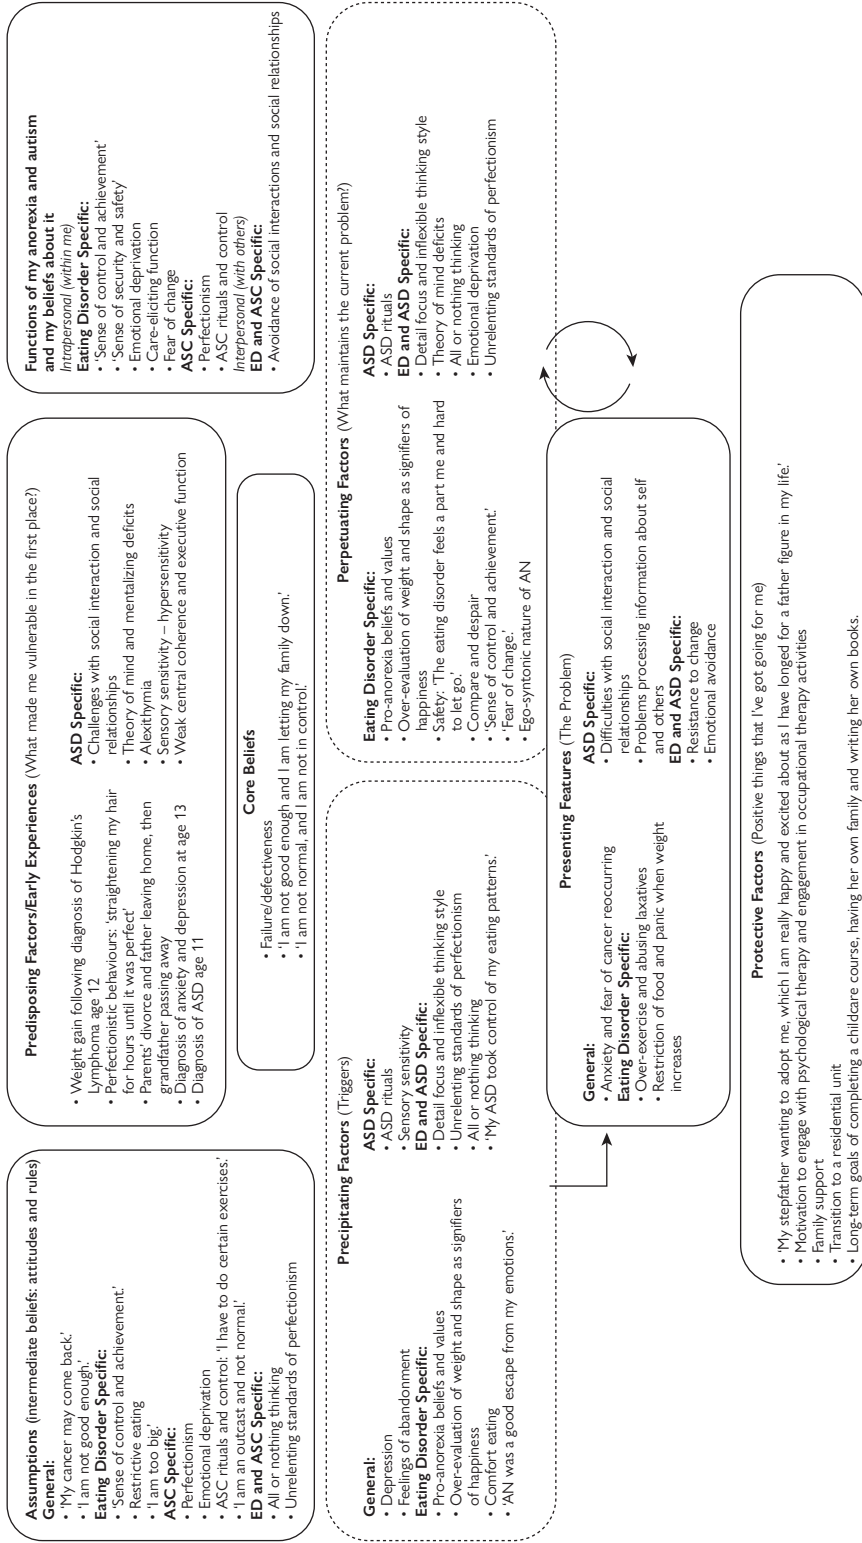 Assumptions (intermediate beliefs: attitudes and rules)
General:
• 'My cancer may come back.'
• 'I am not good enough.'
Eating Disorder Specific:
• 'Sense of control and achievement.'
• Restrictive eating
• 'I am too big.'
ASC Specific:
• Perfectionism
• Emotional deprivation
• ASC rituals and control: 'I have to do certain exercises.'
• 'I am an outcast and not normal.'
ED and ASC Specific:
• All or nothing thinking
• Unrelenting standards of perfectionism
Predisposing Factors/Early Experiences (What made me vulnerable in the first place?)
• Weight gain following diagnosis of Hodgkin's
Lymphoma age 12
• Perfectionistic behaviours: 'straightening my hair
for hours until it was perfect'
• Parents' divorce and father leaving home, then
grandfather passing away
• Diagnosis of anxiety and depression at age 13
• Diagnosis of ASD age 11
ASD Specific:
• Challenges with social interaction and social
relationships
• Theory of mind and mentalizing deficits
• Alexithymia
• Sensory sensitivity – hypersensitivity
• Weak central coherence and executive function
Functions of my anorexia and autism
and my beliefs about it
Intrapersonal (within me)
Eating Disorder Specific:
• 'Sense of control and achievement'
• 'Sense of security and safety'
• Emotional deprivation
• Care-eliciting function
• Fear of change
ASC Specific:
• Perfectionism
• ASC rituals and control
Interpersonal (with others)
ED and ASC Specific:
• Avoidance of social interactions and social relationships
Core Beliefs
• Failure/defectiveness
• 'I am not good enough and I am letting my family down.'
• 'I am not normal, and I am not in control.'
Precipitating Factors (Triggers)
General:
• Depression
• Feelings of abandonment
Eating Disorder Specific:
• Pro-anorexia beliefs and values
• Over-evaluation of weight and shape as signifiers
of happiness
• Comfort eating
• 'AN was a good escape from my emotions.'
ASD Specific:
• ASD rituals
• Sensory sensitivity
ED and ASD Specific:
• Detail focus and inflexible thinking style
• Unrelenting standards of perfectionism
• All or nothing thinking
• 'My ASD took control of my eating patterns.'
Perpetuating Factors (What maintains the current problem?)
Eating Disorder Specific:
• Pro-anorexia beliefs and values
• Over-evaluation of weight and shape as signifiers of
happiness
• Safety: 'The eating disorder feels a part me and hard
to let go.'
• Compare and despair
• 'Sense of control and achievement.'
• 'Fear of change.'
• Ego-syntonic nature of AN
ASD Specific:
• ASD rituals
ED and ASD Specific:
• Detail focus and inflexible thinking style
• Theory of mind deficits
• All or nothing thinking
• Emotional deprivation
• Unrelenting standards of perfectionism
Presenting Features (The Problem)
General:
• Anxiety and fear of cancer reoccurring
Eating Disorder Specific:
• Over-exercise and abusing laxatives
• Restriction of food and panic when weight
increases
ASD Specific:
• Difficulties with social interaction and social
relationships
• Problems processing information about self
and others
ED and ASD Specific:
• Resistance to change
• Emotional avoidance
Protective Factors (Positive things that I've got going for me)
• 'My stepfather wanting to adopt me, which I am really happy and excited about as I have longed for a father figure in my life.'
• Motivation to engage with psychological therapy and engagement in occupational therapy activities
• Family support
• Transition to a residential unit
• Long-term goals of completing a childcare course, having her own family and writing her own books.